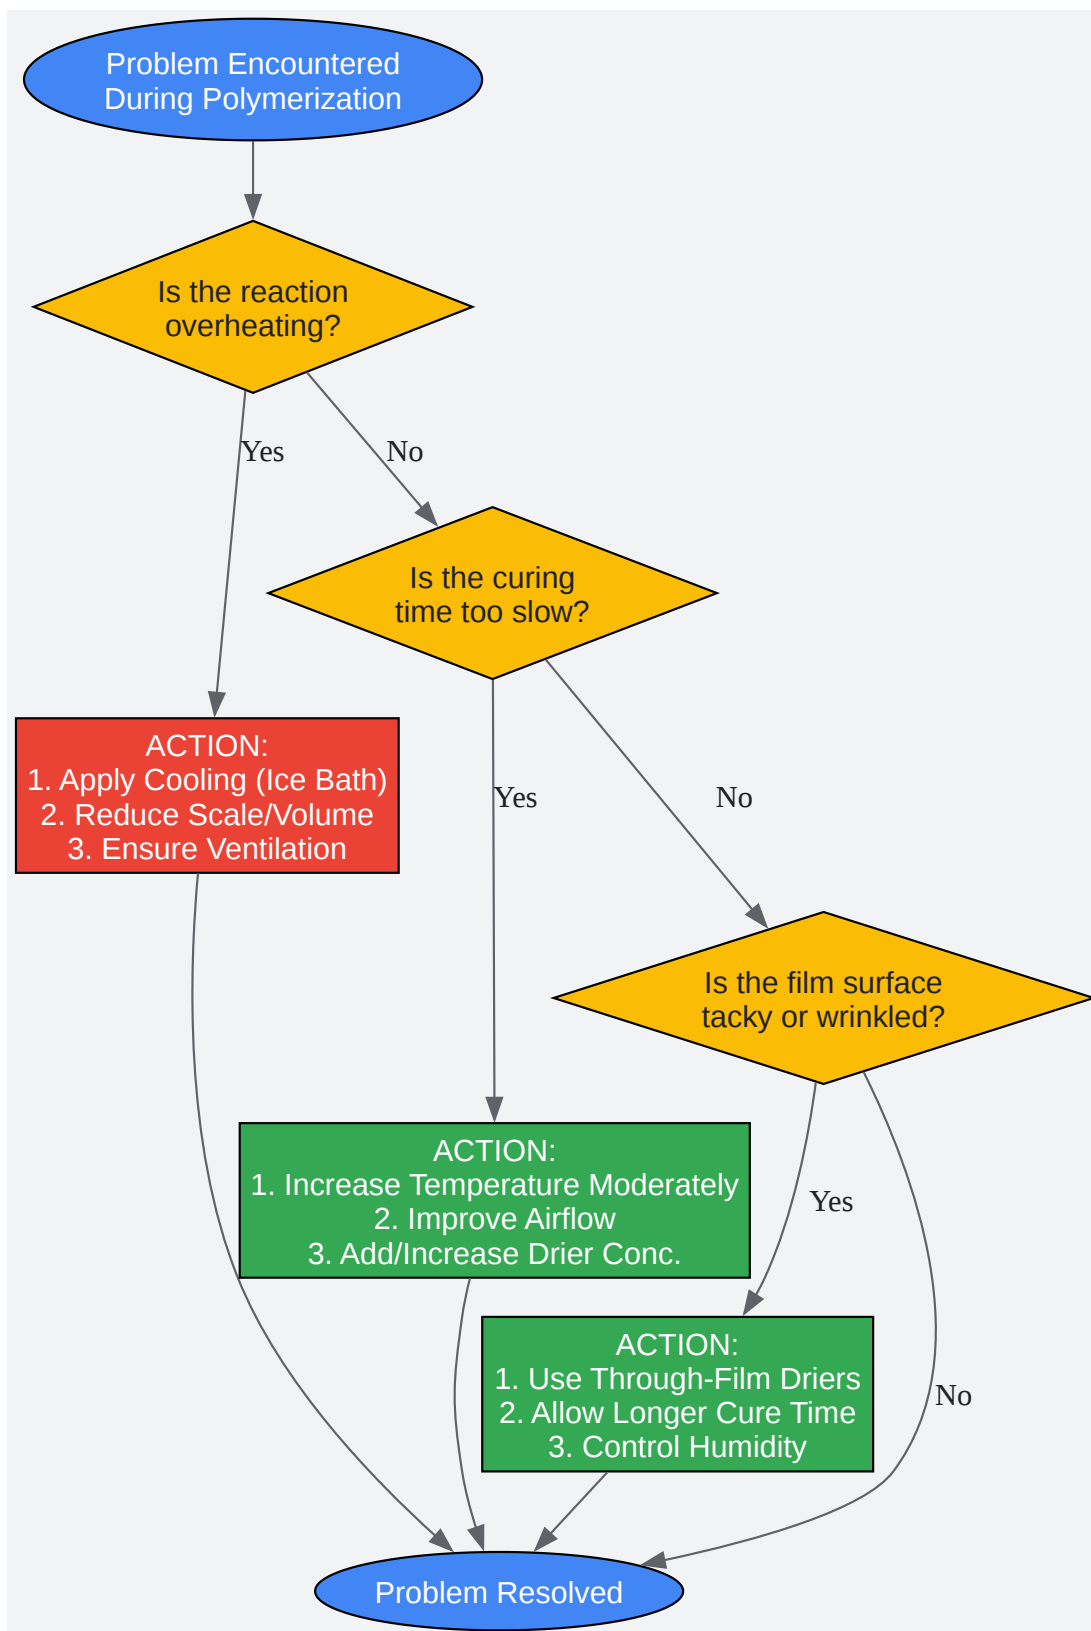 Problem Encountered
During Polymerization
Is the reaction
overheating?
Yes
No
Is the curing
time too slow?
ACTION:
1. Apply Cooling (Ice Bath)
2. Reduce Scale/Volume
3. Ensure Ventilation
Yes
No
Is the film surface
tacky or wrinkled?
ACTION:
1. Increase Temperature Moderately
2. Improve Airflow
3. Add/Increase Drier Conc.
Yes
ACTION:
1. Use Through-Film Driers
2. Allow Longer Cure Time
3. Control Humidity
No
Problem Resolved